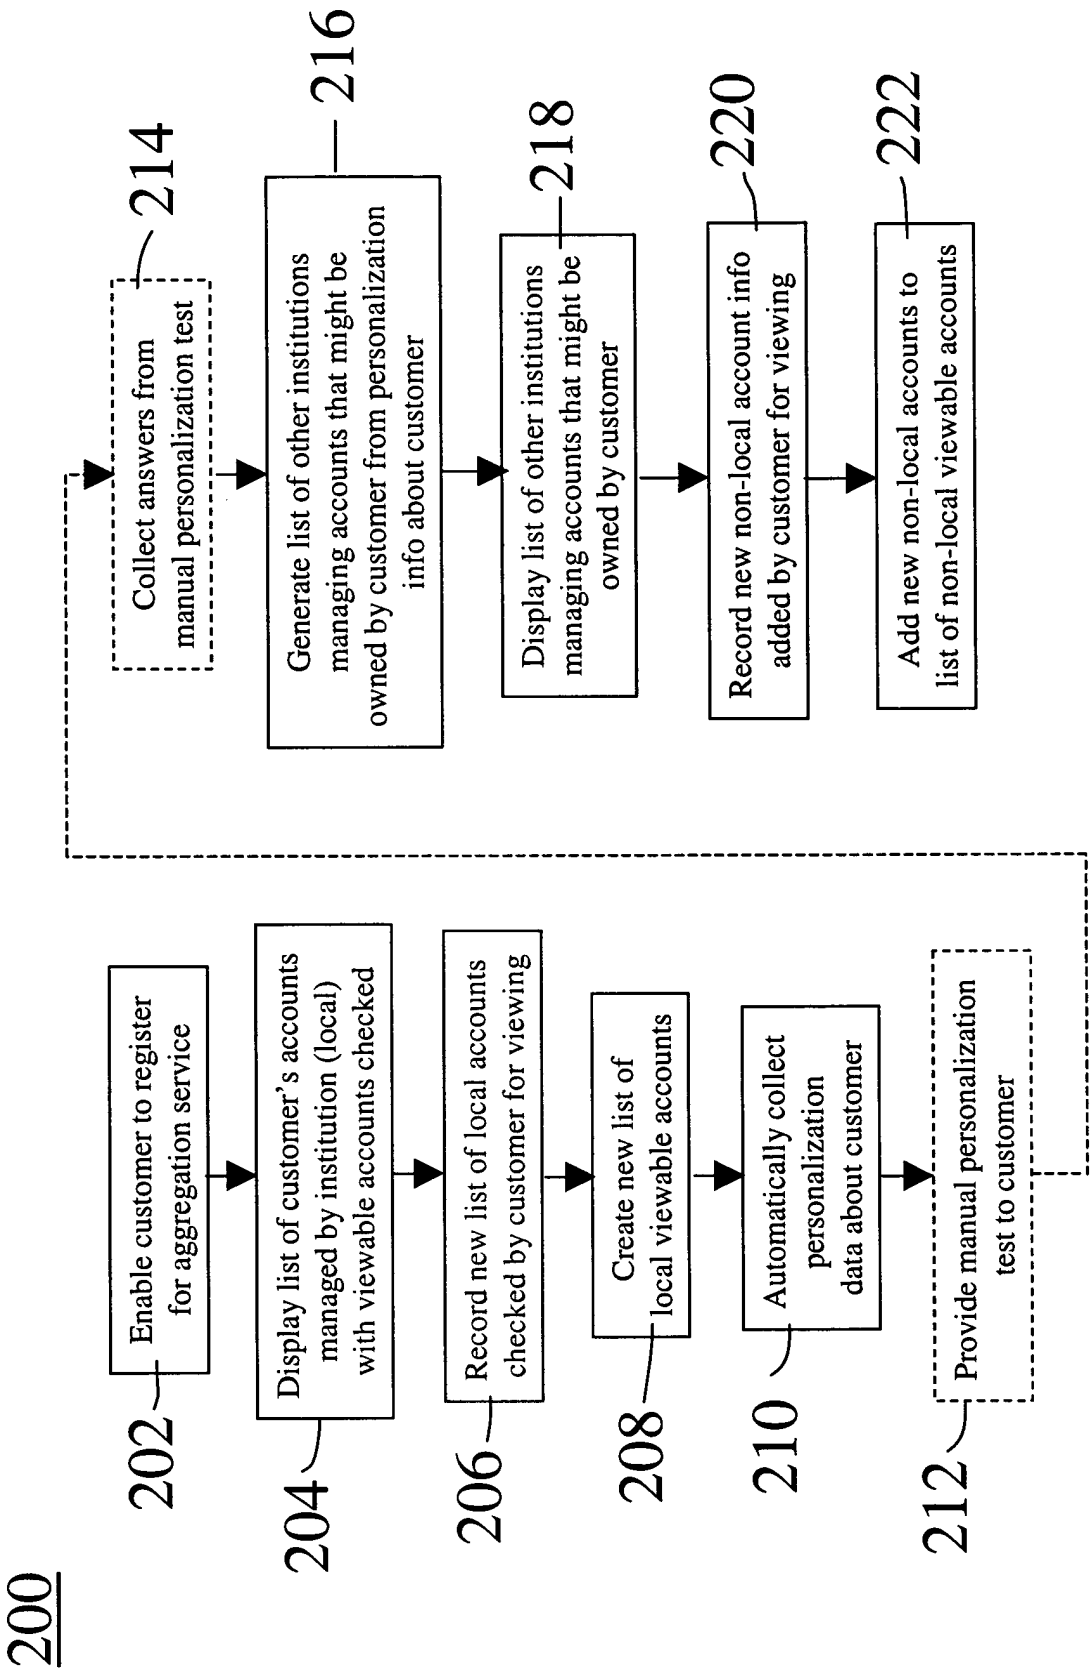 200
202
Enable customer to register
for aggregation service
204
Display list of customer's accounts
managed by institution (local)
with viewable accounts checked
206
Record new list of local accounts
checked by customer for viewing
208
Create new list of
local viewable accounts
210
Automatically collect
personalization
data about customer
212
Provide manual personalization
test to customer
214
Collect answers from
manual personalization test
216
Generate list of other institutions
managing accounts that might be
owned by customer from personalization
info about customer
218
Display list of other institutions
managing accounts that might be
owned by customer
220
Record new non-local account info
added by customer for viewing
222
Add new non-local accounts to
list of non-local viewable accounts